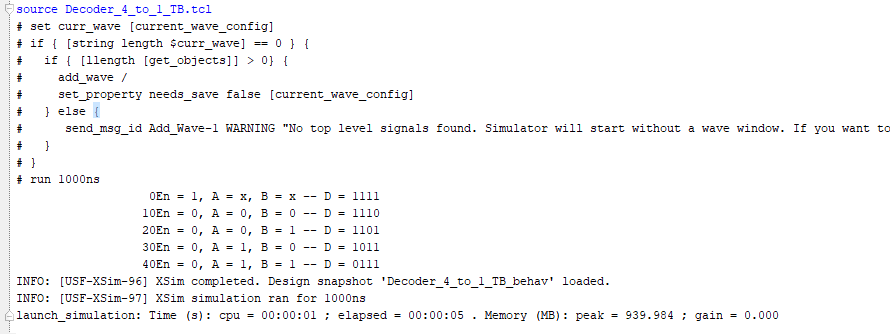 source Decoder_4_to_1_TB.tcl
# set curr_wave [current_wave_config]
# if { [string length $curr_wave] == 0 } {
#   if { [llength [get_objects]] > 0} {
#     add_wave /
#     set_property needs_save false [current_wave_config]
#   } else {
#      send_msg_id Add_Wave-1 WARNING "No top level signals found. Simulator will start without a wave window. If you want to
#   }
# }
# run 1000ns
                   0En = 1, A = x, B = x -- D = 1111
                  10En = 0, A = 0, B = 0 -- D = 1110
                  20En = 0, A = 0, B = 1 -- D = 1101
                  30En = 0, A = 1, B = 0 -- D = 1011
                  40En = 0, A = 1, B = 1 -- D = 0111
INFO: [USF-XSim-96] XSim completed. Design snapshot 'Decoder_4_to_1_TB_behav' loaded.
INFO: [USF-XSim-97] XSim simulation ran for 1000ns
launch_simulation: Time (s): cpu = 00:00:01 ; elapsed = 00:00:05 . Memory (MB): peak = 939.984 ; gain = 0.000